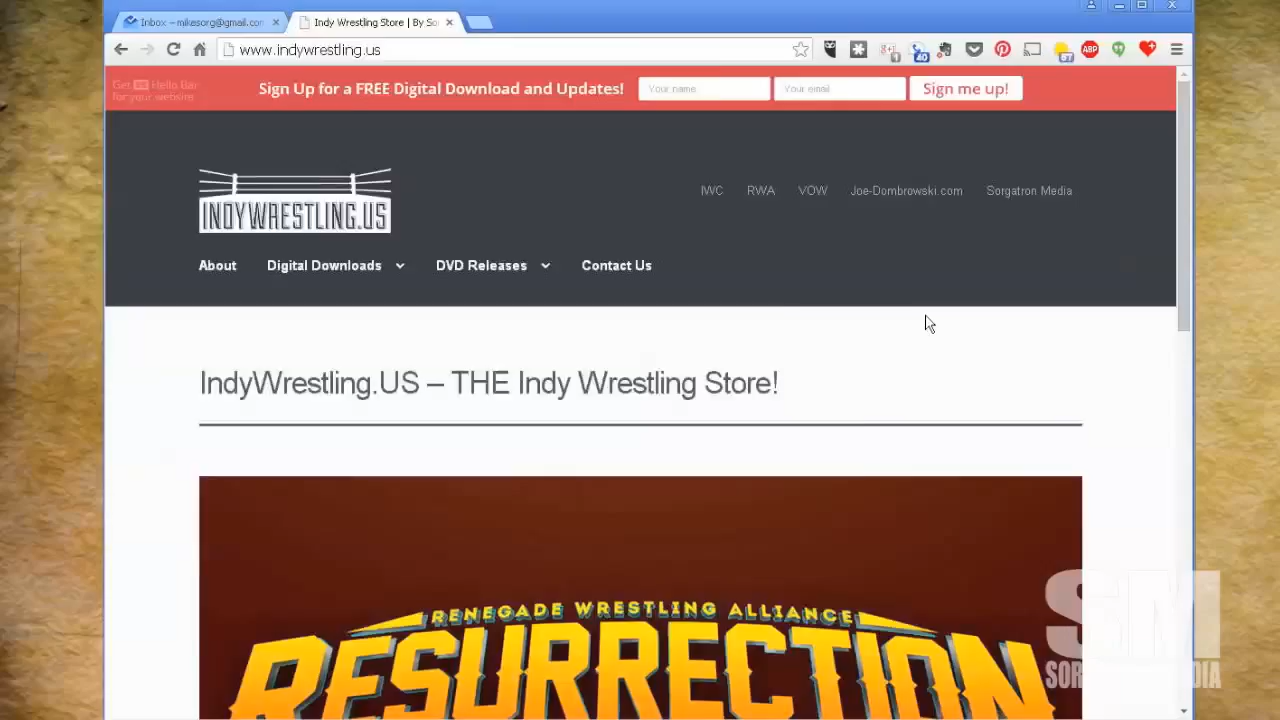 Inbox – mikesorg@gmail.con
Indy Wrestling Store | By So
www.indywrestling.us
Get Hello Bar
for your website
Sign Up for a FREE Digital Download and Updates!
Your name
Your email
Sign me up!
INDYWRESTLING.US
IWC
RWA
VOW
Joe-Dombrowski.com
Sorgatron Media
About
Digital Downloads
DVD Releases
Contact Us
IndyWrestling.US – THE Indy Wrestling Store!
RENEGADE WRESTLING ALLIANCE
RESURRECTION
SM